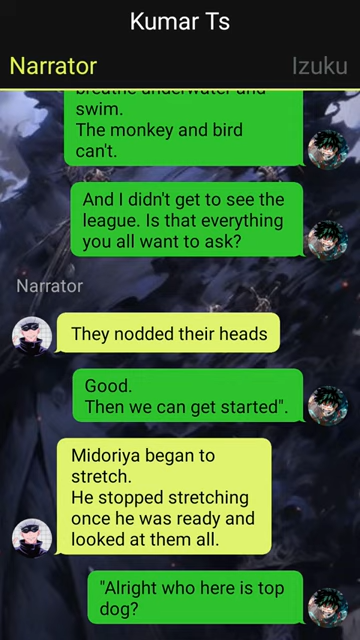 Kumar Ts
Narrator
Izuku
breathe underwater and
swim.
The monkey and bird
can't.
And I didn't get to see the
league. Is that everything
you all want to ask?
Narrator
They nodded their heads
Good.
Then we can get started".
Midoriya began to
stretch.
He stopped stretching
once he was ready and
looked at them all.
"Alright who here is top
dog?